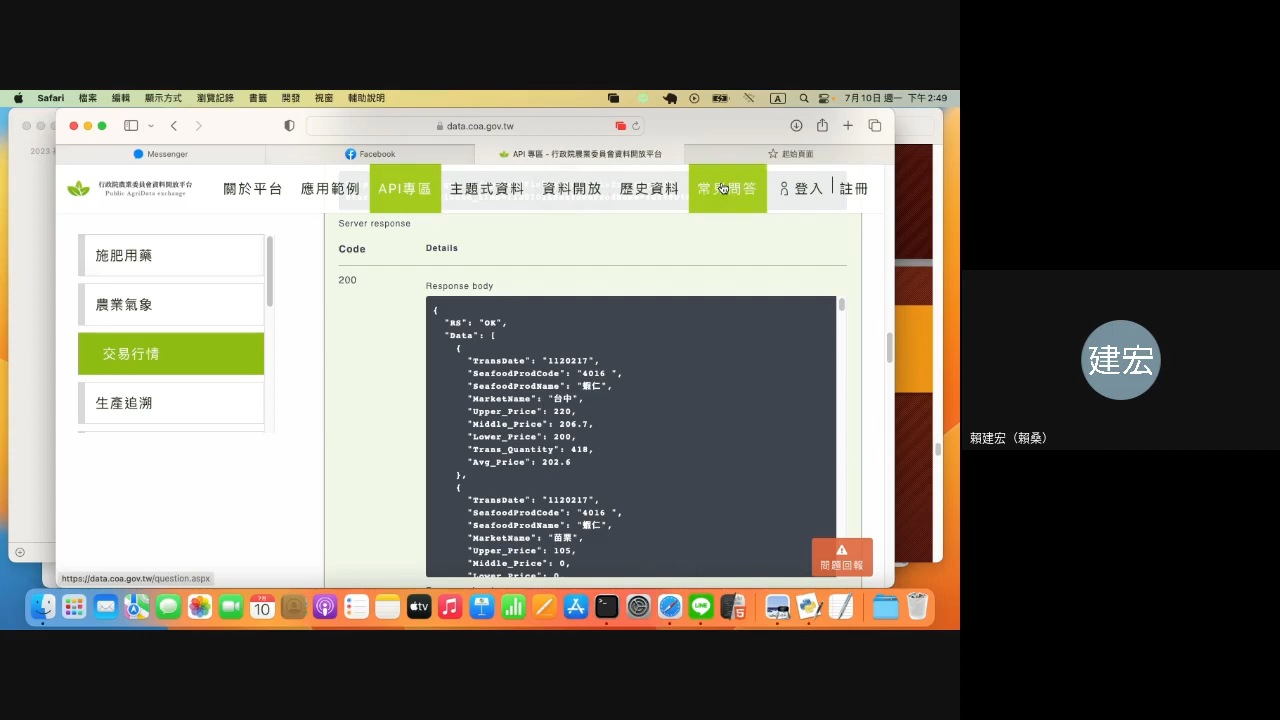 Safari 檔案 編輯 顯示方式 瀏覽記錄 書籤 開發 視窗 輔助說明 A 7月10日 週一 下午2:49
data.coa.gov.tw
2023
Messenger
Facebook
API 專區 - 行政院農業委員會資料開放平台
起始頁面
行政院農業委員會資料開放平台
Public AgriData exchange
關於平台 應用範例 API專區 主題式資料 資料開放 歷史資料 常見問答 登入 註冊
施肥用藥
農業氣象
交易行情
生產追溯
Server response
Code Details
200
Response body
{
"RS": "OK",
"Data": [
{
"TransDate": "1120217",
"SeafoodProdCode": "4016 ",
"SeafoodProdName": "蝦仁",
"MarketName": "台中",
"Upper_Price": 220,
"Middle_Price": 206.7,
"Lower_Price": 200,
"Trans_Quantity": 418,
"Avg_Price": 202.6
},
{
"TransDate": "1120217",
"SeafoodProdCode": "4016 ",
"SeafoodProdName": "蝦仁",
"MarketName": "苗栗",
"Upper_Price": 105,
"Middle_Price": 0,
"Lower_Price": 0,
問題回報
https://data.coa.gov.tw/question.aspx
7月
10
tv
5
建宏
賴建宏（賴桑）